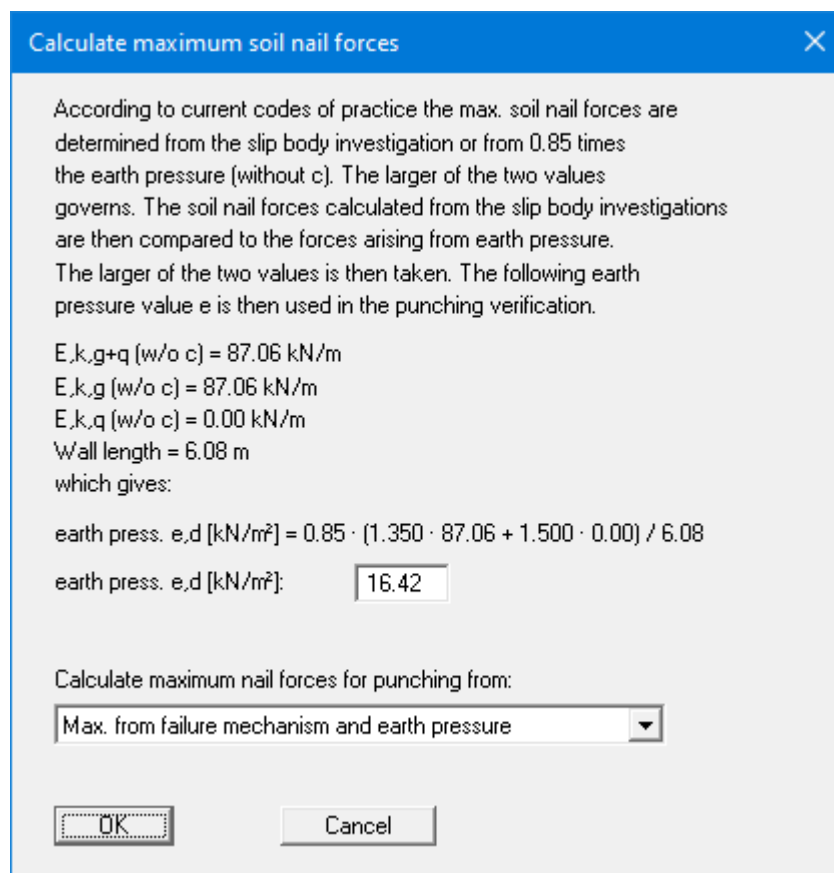 Calculate maximum soil nail forces
According to current codes of practice the max. soil nail forces are
determined from the slip body investigation or from 0.85 times
the earth pressure (without c). The larger of the two values
governs. The soil nail forces calculated from the slip body investigations
are then compared to the forces arising from earth pressure.
The larger of the two values is then taken. The following earth
pressure value e is then used in the punching verification.
E,k,g+q (w/o c) = 87.06 kN/m
E,k,g (w/o c) = 87.06 kN/m
E,k,q (w/o c) = 0.00 kN/m
Wall length = 6.08 m
which gives:
earth press. e,d [kN/m²] = 0.85 · (1.350 · 87.06 + 1.500 · 0.00) / 6.08
earth press. e,d [kN/m²]: 16.42
Calculate maximum nail forces for punching from:
Max. from failure mechanism and earth pressure
OK Cancel